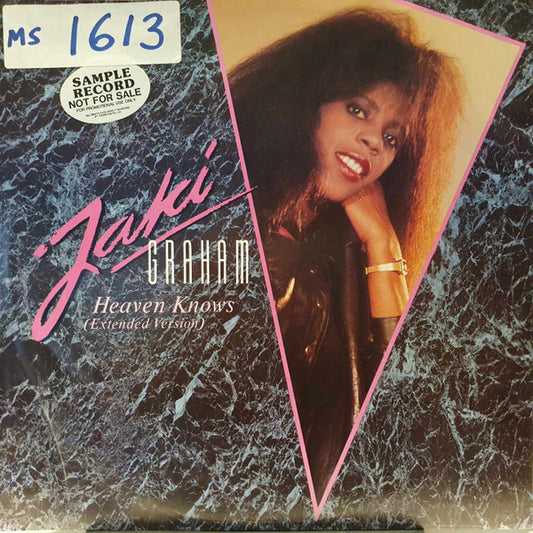 MS 1613
SAMPLE
RECORD
NOT FOR SALE
FOR PROMOTIONAL USE ONLY
Jaki
GRAHAM
Heaven Knows
(Extended Version)